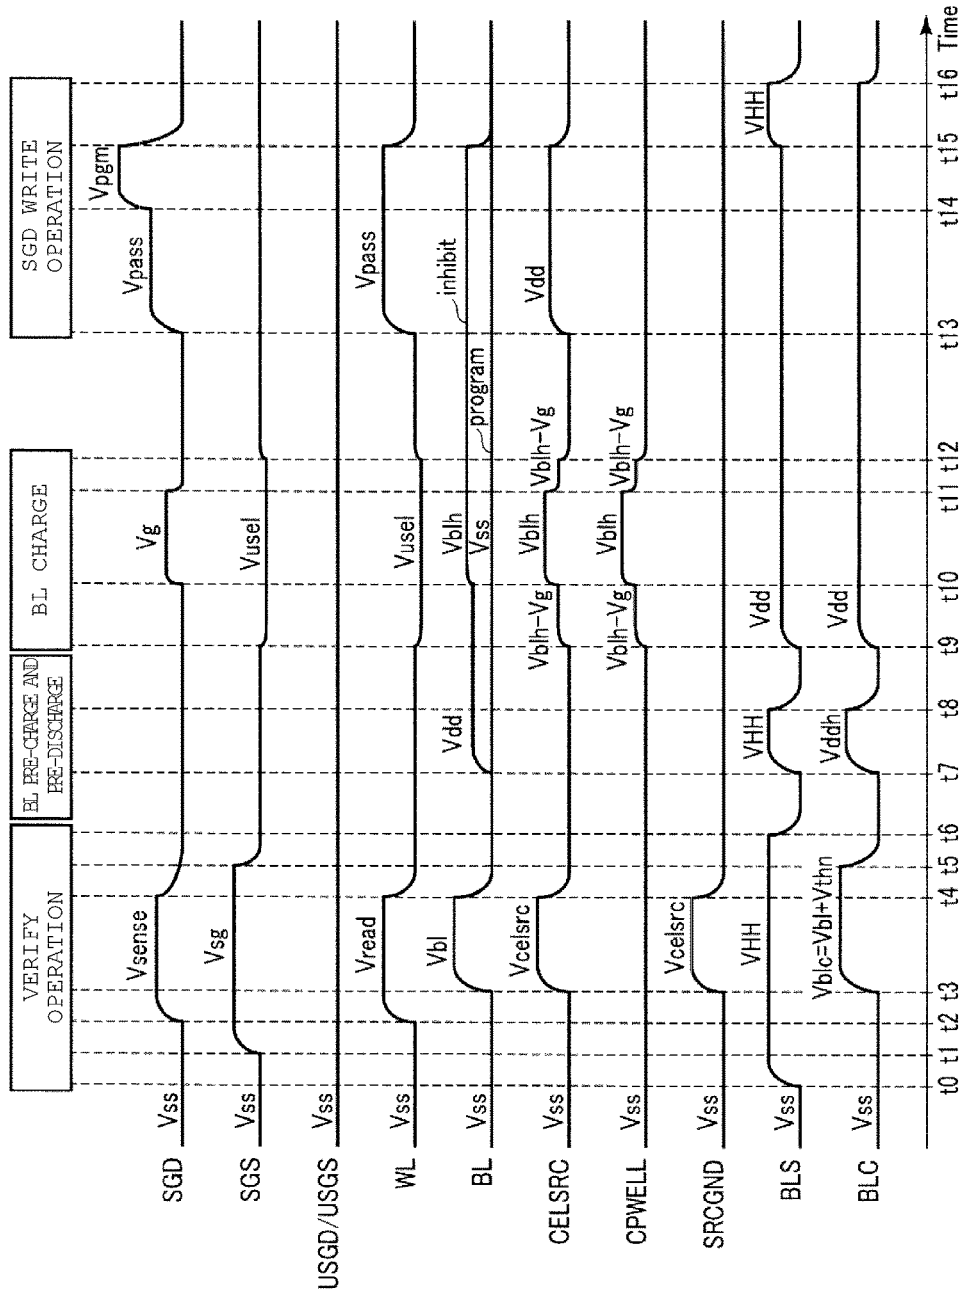 VERIFY
OPERATION
BL PRE-CHARGE AND
PRE-DISCHARGE
BL CHARGE
SGD WRITE
OPERATION
SGD
Vss
Vsense
Vg
Vpass
Vpgm
SGS
Vss
Vsg
Vusel
USGD/USGS
Vss
WL
Vss
Vread
Vusel
Vpass
BL
Vss
Vbl
Vdd
Vblh
Vss
program
inhibit
CELSRC
Vss
Vcelsrc
Vblh-Vg
Vblh
Vblh-Vg
Vdd
CPWELL
Vss
Vblh-Vg
Vblh
Vblh-Vg
SRCGND
Vss
Vcelsrc
BLS
Vss
VHH
VHH
Vdd
VHH
BLC
Vss
Vblc=Vbl+Vthn
Vddh
Vdd
t0 t1 t2 t3 t4 t5 t6 t7 t8 t9 t10 t11 t12 t13 t14 t15 t16 Time